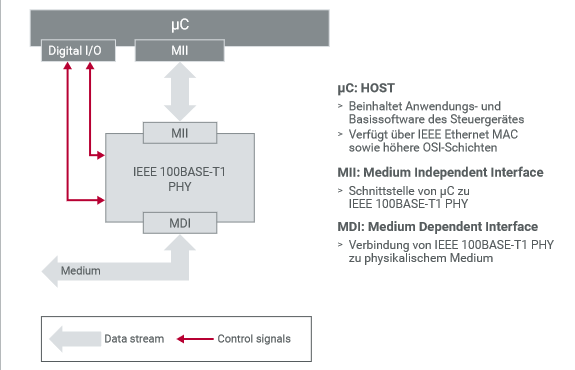 µC
Digital I/O
MII
MII
IEEE 100BASE-T1
PHY
MDI
Medium
µC: HOST
> Beinhaltet Anwendungs- und
Basissoftware des Steuergerätes
> Verfügt über IEEE Ethernet MAC
sowie höhere OSI-Schichten
MII: Medium Independent Interface
> Schnittstelle von µC zu
IEEE 100BASE-T1 PHY
MDI: Medium Dependent Interface
> Verbindung von IEEE 100BASE-T1 PHY
zu physikalischem Medium
Data stream
Control signals